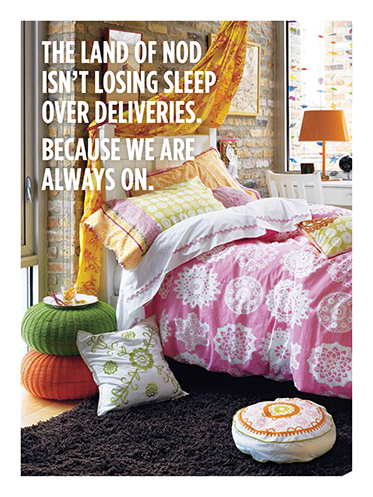 THE LAND OF NOD
ISN'T LOSING SLEEP
OVER DELIVERIES.
BECAUSE WE ARE
ALWAYS ON.